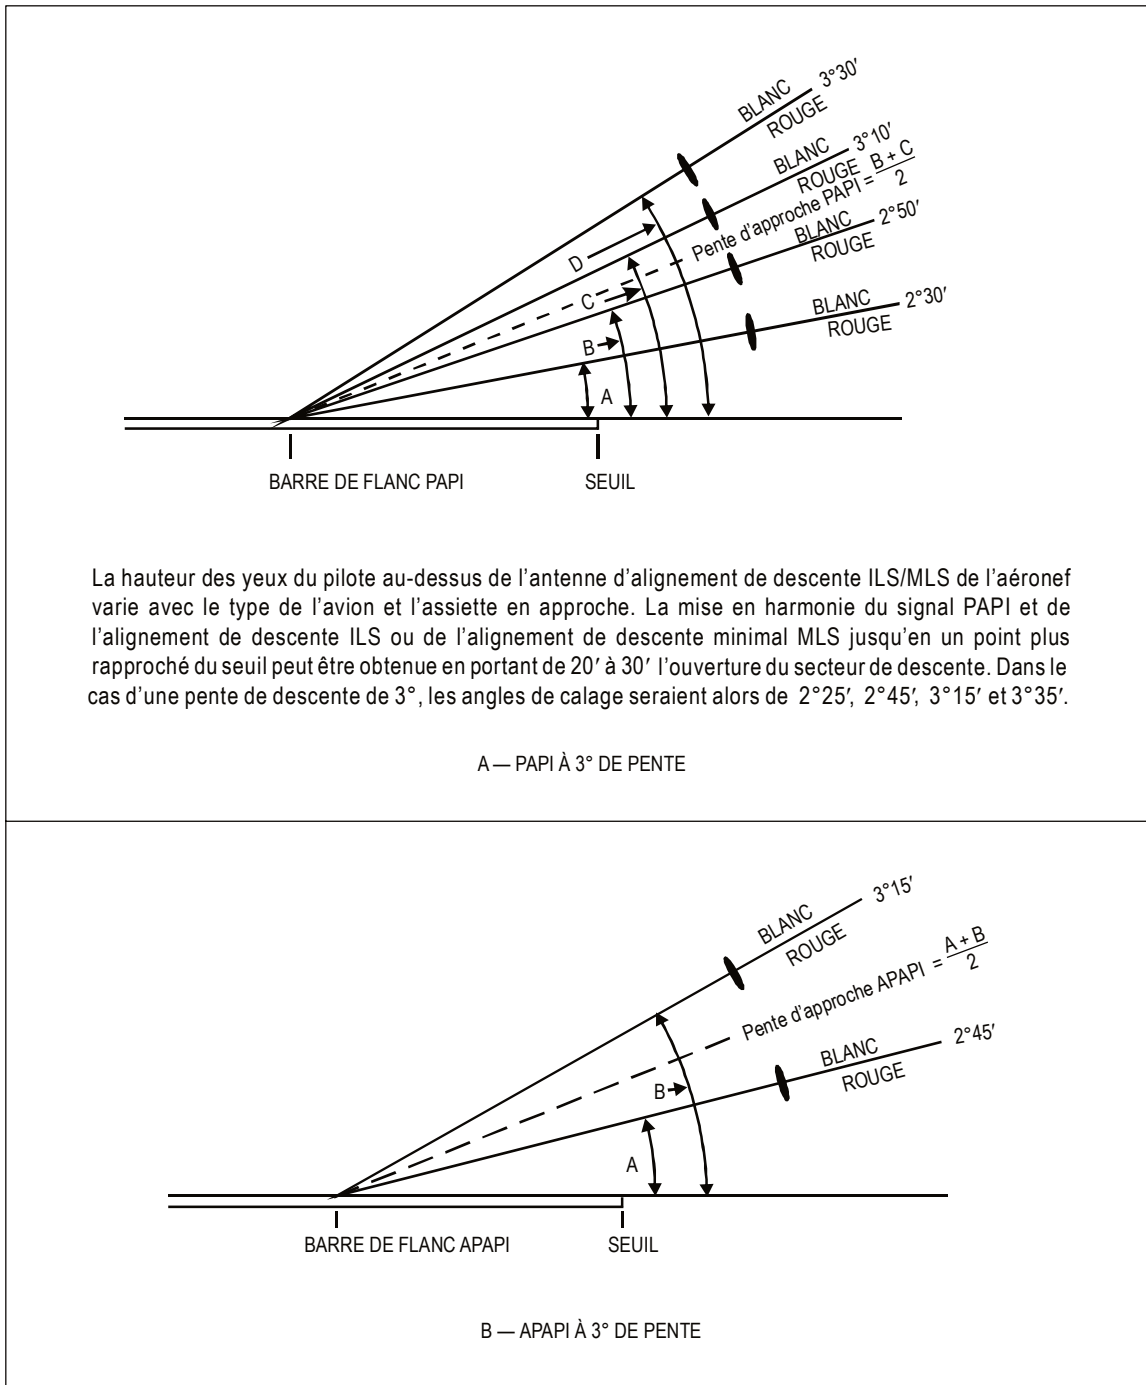 BLANC 3°30′
ROUGE
BLANC 3°10′
ROUGE
Pente d'approche PAPI = B + C
2
BLANC 2°50′
ROUGE
BLANC 2°30′
ROUGE
D
C
B
A
BARRE DE FLANC PAPI SEUIL
La hauteur des yeux du pilote au-dessus de l'antenne d'alignement de descente ILS/MLS de l'aéronef
varie avec le type de l'avion et l'assiette en approche. La mise en harmonie du signal PAPI et de
l'alignement de descente ILS ou de l'alignement de descente minimal MLS jusqu'en un point plus
rapproché du seuil peut être obtenue en portant de 20′ à 30′ l'ouverture du secteur de descente. Dans le
cas d'une pente de descente de 3°, les angles de calage seraient alors de 2°25′, 2°45′, 3°15′ et 3°35′.
A — PAPI À 3° DE PENTE
BLANC 3°15′
ROUGE
Pente d'approche APAPI = A + B
2
BLANC 2°45′
ROUGE
B
A
BARRE DE FLANC APAPI SEUIL
B — APAPI À 3° DE PENTE